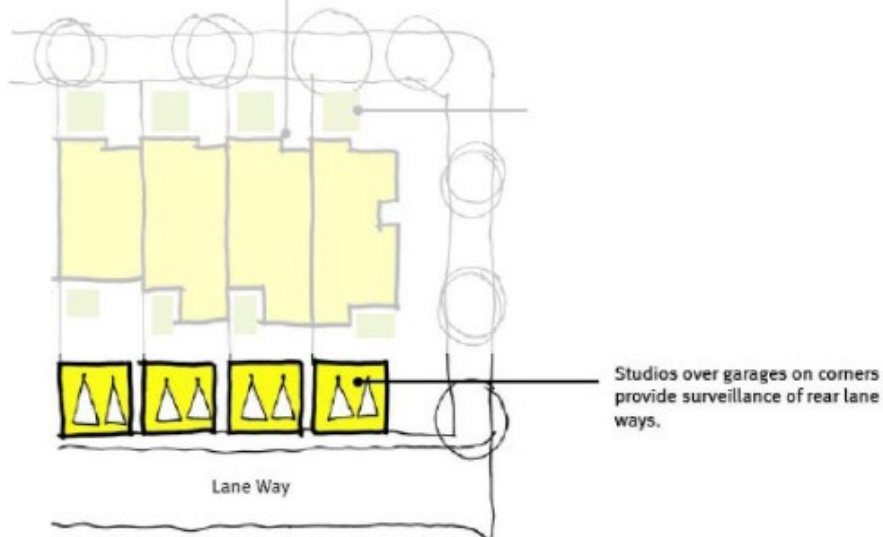 Studios over garages on corners
provide surveillance of rear lane
ways.
Lane Way